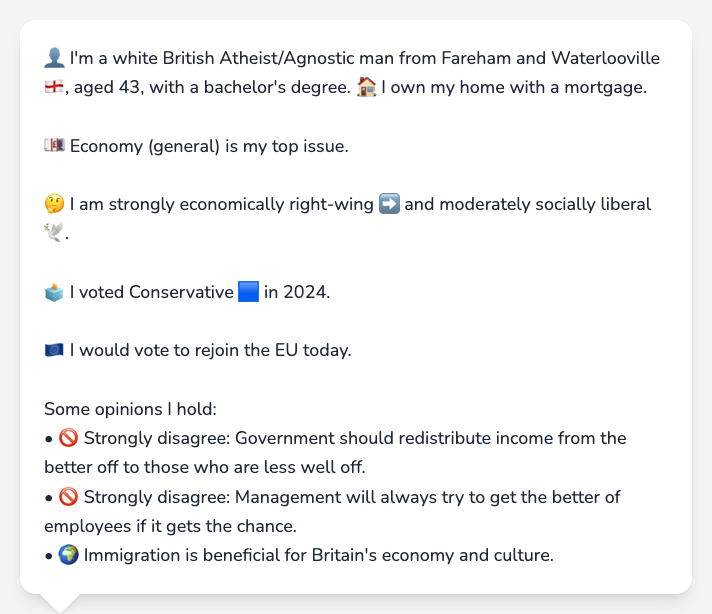 👤 I'm a white British Atheist/Agnostic man from Fareham and Waterlooville
🏴󠁧󠁢󠁥󠁮󠁧󠁿, aged 43, with a bachelor's degree. 🏠 I own my home with a mortgage.
💷 Economy (general) is my top issue.
🤔 I am strongly economically right-wing ➡️ and moderately socially liberal
🕊️.
🗳️ I voted Conservative 🟦 in 2024.
🇪🇺 I would vote to rejoin the EU today.
Some opinions I hold:
• 🚫 Strongly disagree: Government should redistribute income from the
better off to those who are less well off.
• 🚫 Strongly disagree: Management will always try to get the better of
employees if it gets the chance.
• 🌍 Immigration is beneficial for Britain's economy and culture.